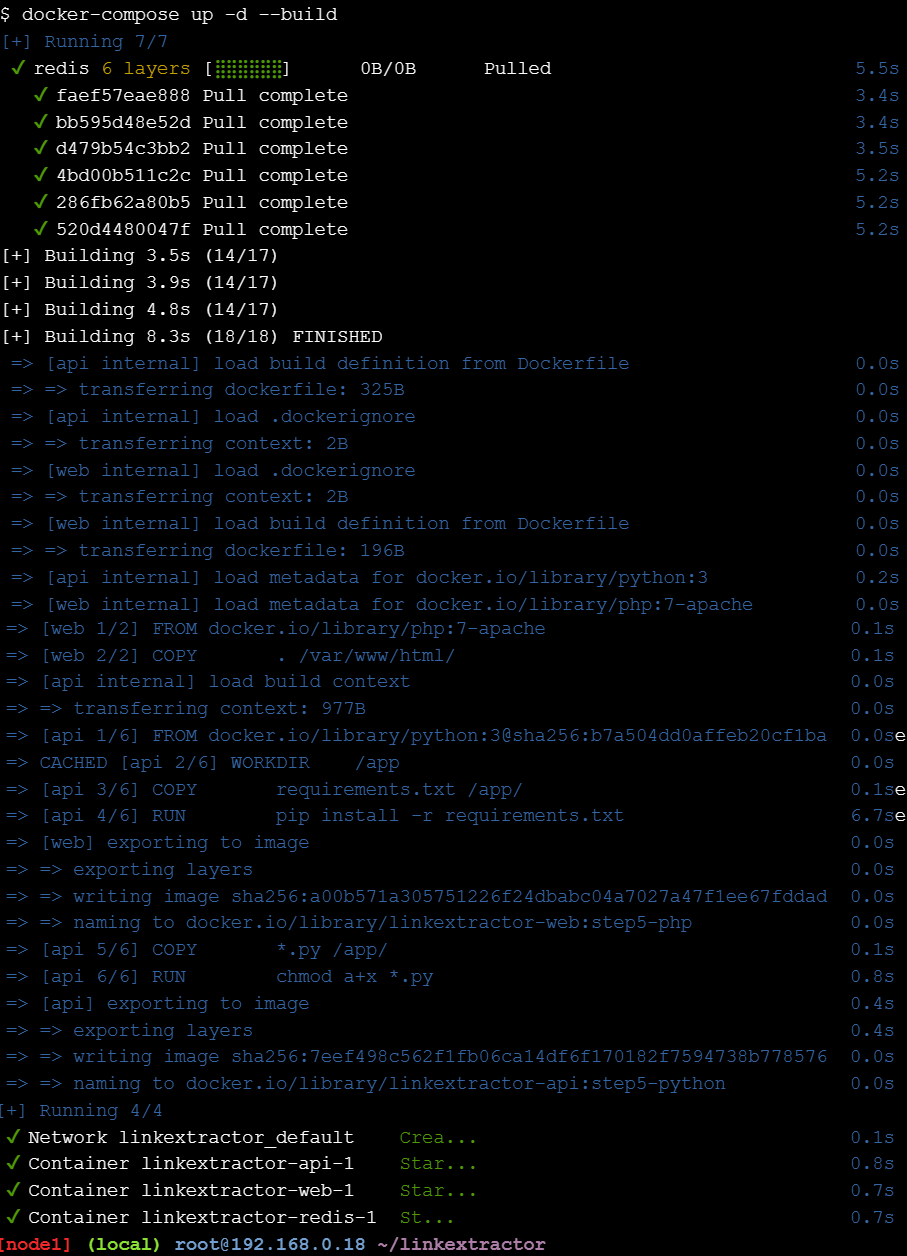 $ docker-compose up -d --build
[+] Running 7/7
✓ redis 6 layers [⣿⣿⣿⣿⣿⣿] 0B/0B Pulled 5.5s
✓ faef57eae888 Pull complete 3.4s
✓ bb595d48e52d Pull complete 3.4s
✓ d479b54c3bb2 Pull complete 3.5s
✓ 4bd00b511c2c Pull complete 5.2s
✓ 286fb62a80b5 Pull complete 5.2s
✓ 520d4480047f Pull complete 5.2s
[+] Building 3.5s (14/17)
[+] Building 3.9s (14/17)
[+] Building 4.8s (14/17)
[+] Building 8.3s (18/18) FINISHED
=> [api internal] load build definition from Dockerfile 0.0s
=> => transferring dockerfile: 325B 0.0s
=> [api internal] load .dockerignore 0.0s
=> => transferring context: 2B 0.0s
=> [web internal] load .dockerignore 0.0s
=> => transferring context: 2B 0.0s
=> [web internal] load build definition from Dockerfile 0.0s
=> => transferring dockerfile: 196B 0.0s
=> [api internal] load metadata for docker.io/library/python:3 0.2s
=> [web internal] load metadata for docker.io/library/php:7-apache 0.0s
=> [web 1/2] FROM docker.io/library/php:7-apache 0.1s
=> [web 2/2] COPY . /var/www/html/ 0.1s
=> [api internal] load build context 0.0s
=> => transferring context: 977B 0.0s
=> [api 1/6] FROM docker.io/library/python:3@sha256:b7a504dd0affeb20cf1ba 0.0se
=> CACHED [api 2/6] WORKDIR /app 0.0s
=> [api 3/6] COPY requirements.txt /app/ 0.1se
=> [api 4/6] RUN pip install -r requirements.txt 6.7se
=> [web] exporting to image 0.0s
=> => exporting layers 0.0s
=> => writing image sha256:a00b571a305751226f24dbabc04a7027a47f1ee67fddad 0.0s
=> => naming to docker.io/library/linkextractor-web:step5-php 0.0s
=> [api 5/6] COPY *.py /app/ 0.1s
=> [api 6/6] RUN chmod a+x *.py 0.8s
=> [api] exporting to image 0.4s
=> => exporting layers 0.4s
=> => writing image sha256:7eef498c562f1fb06ca14df6f170182f7594738b778576 0.0s
=> => naming to docker.io/library/linkextractor-api:step5-python 0.0s
[+] Running 4/4
✓ Network linkextractor_default Crea... 0.1s
✓ Container linkextractor-api-1 Star... 0.8s
✓ Container linkextractor-web-1 Star... 0.7s
✓ Container linkextractor-redis-1 St... 0.7s
[node1] (local) root@192.168.0.18 ~/linkextractor